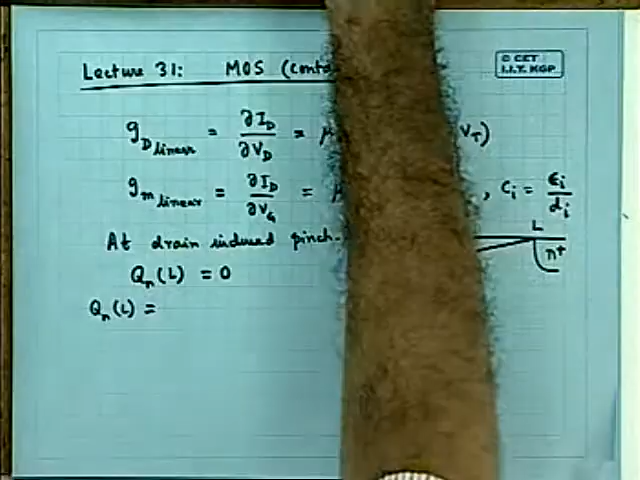 Lecture 31: MOS (conta
© CET
I.I.T. KGP
g_D linear = ∂I_D / ∂V_D = μ V_T)
g_m linear = ∂I_D / ∂V_G = μ , C_i = ϵ_i / d_i
At drain induced pinch-
L
n+
Q_n(L) = 0
Q_n(L) =